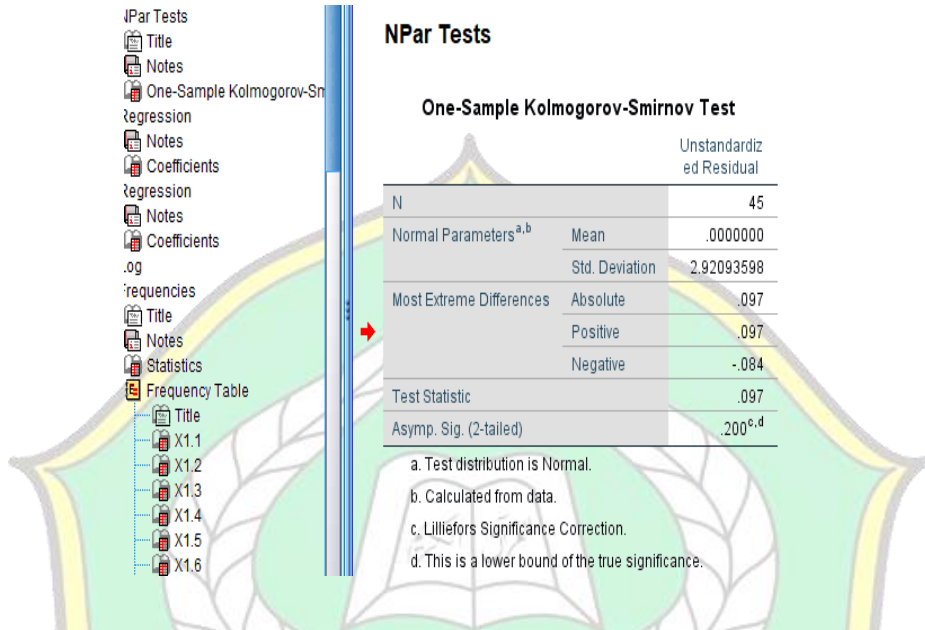 NPar Tests
Title
Notes
One-Sample Kolmogorov-Sm
Regression
Notes
Coefficients
Regression
Notes
Coefficients
Log
Frequencies
Title
Notes
Statistics
Frequency Table
Title
X1.1
X1.2
X1.3
X1.4
X1.5
X1.6
NPar Tests
One-Sample Kolmogorov-Smirnov Test
Unstandardiz
ed Residual
N 45
Normal Parameters a,b Mean .0000000
Std. Deviation 2.92093598
Most Extreme Differences Absolute .097
Positive .097
Negative -.084
Test Statistic .097
Asymp. Sig. (2-tailed) .200 c,d
a. Test distribution is Normal.
b. Calculated from data.
c. Lilliefors Significance Correction.
d. This is a lower bound of the true significance.